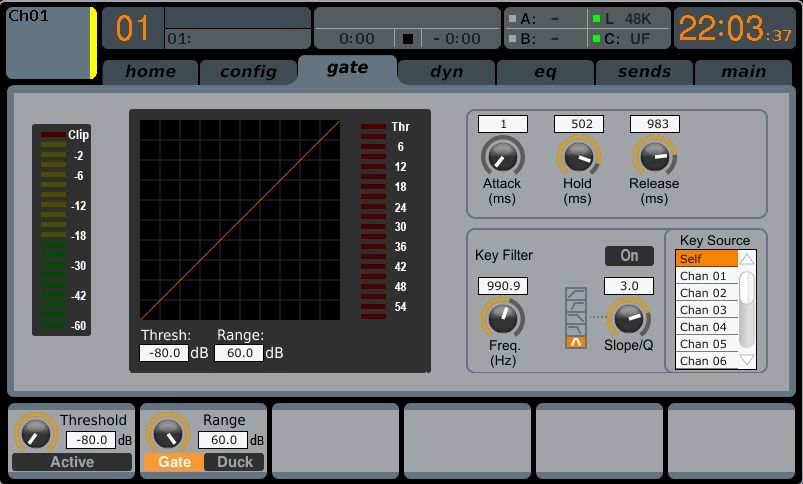 Ch01
01
01:
0:00
- 0:00
A: -
L 48K
B: -
C: UF
22:03:37
home
config
gate
dyn
eq
sends
main
Clip
-2
-6
-12
-18
-30
-42
-60
Thr
6
12
18
24
30
36
42
48
54
Thresh: Range:
-80.0 dB 60.0 dB
1 502 983
Attack Hold Release
(ms) (ms) (ms)
Key Filter
On
990.9 3.0
Freq. Slope/Q
(Hz)
Key Source
Self
Chan 01
Chan 02
Chan 03
Chan 04
Chan 05
Chan 06
Threshold
-80.0 dB
Active
Range
60.0 dB
Gate Duck